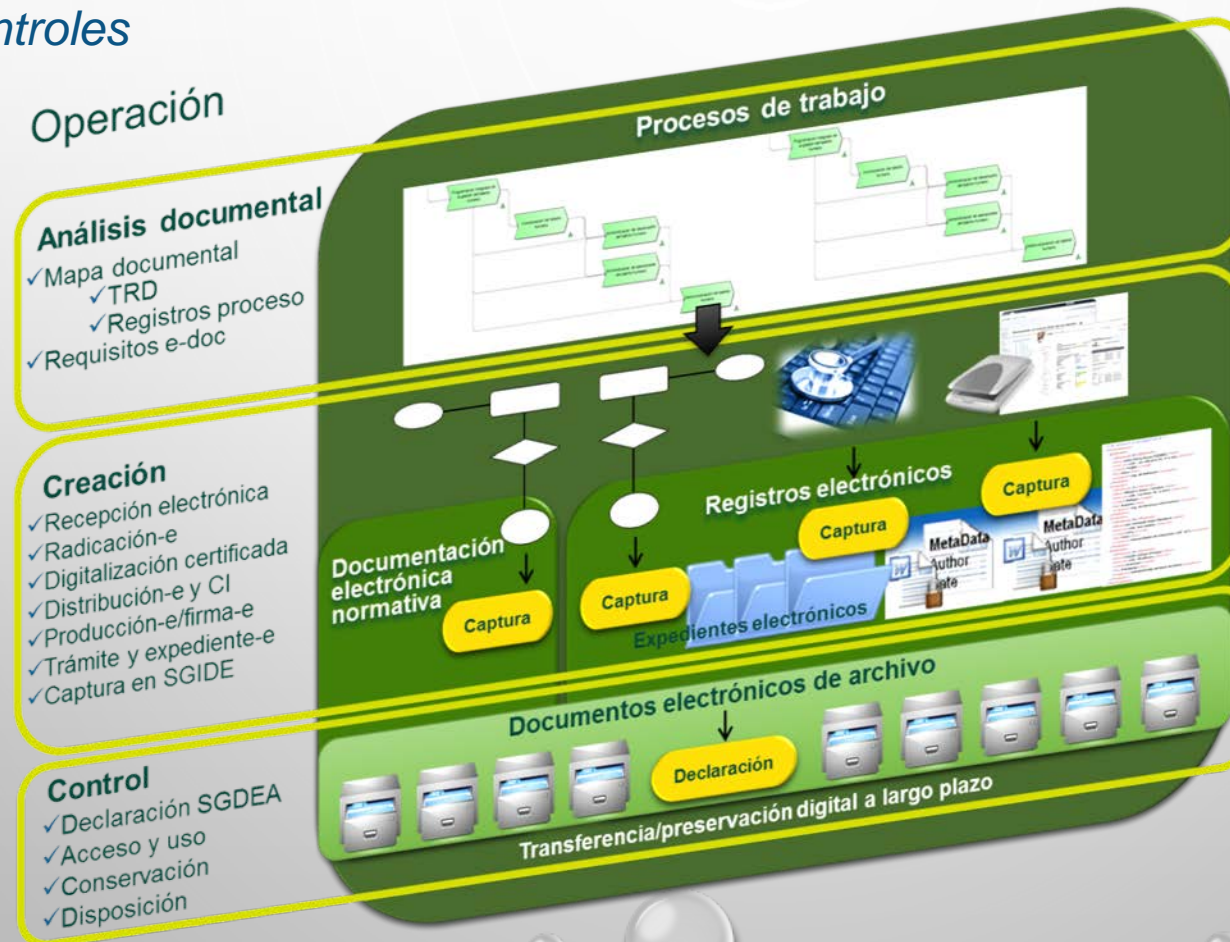 ntroles
Operación
Análisis documental
✓Mapa documental
✓TRD
✓Registros proceso
✓Requisitos e-doc
Creación
✓Recepción electrónica
✓Radicación-e
✓Digitalización certificada
✓Distribución-e y CI
✓Producción-e/firma-e
✓Trámite y expediente-e
✓Captura en SGIDE
Control
✓Declaración SGDEA
✓Acceso y uso
✓Conservación
✓Disposición
Procesos de trabajo
Documentación
electrónica
normativa
Captura
Registros electrónicos
Captura
Captura
Captura
Expedientes electrónicos
MetaData
Author
ate
MetaData
Author
ate
Documentos electrónicos de archivo
Declaración
Transferencia/preservación digital a largo plazo